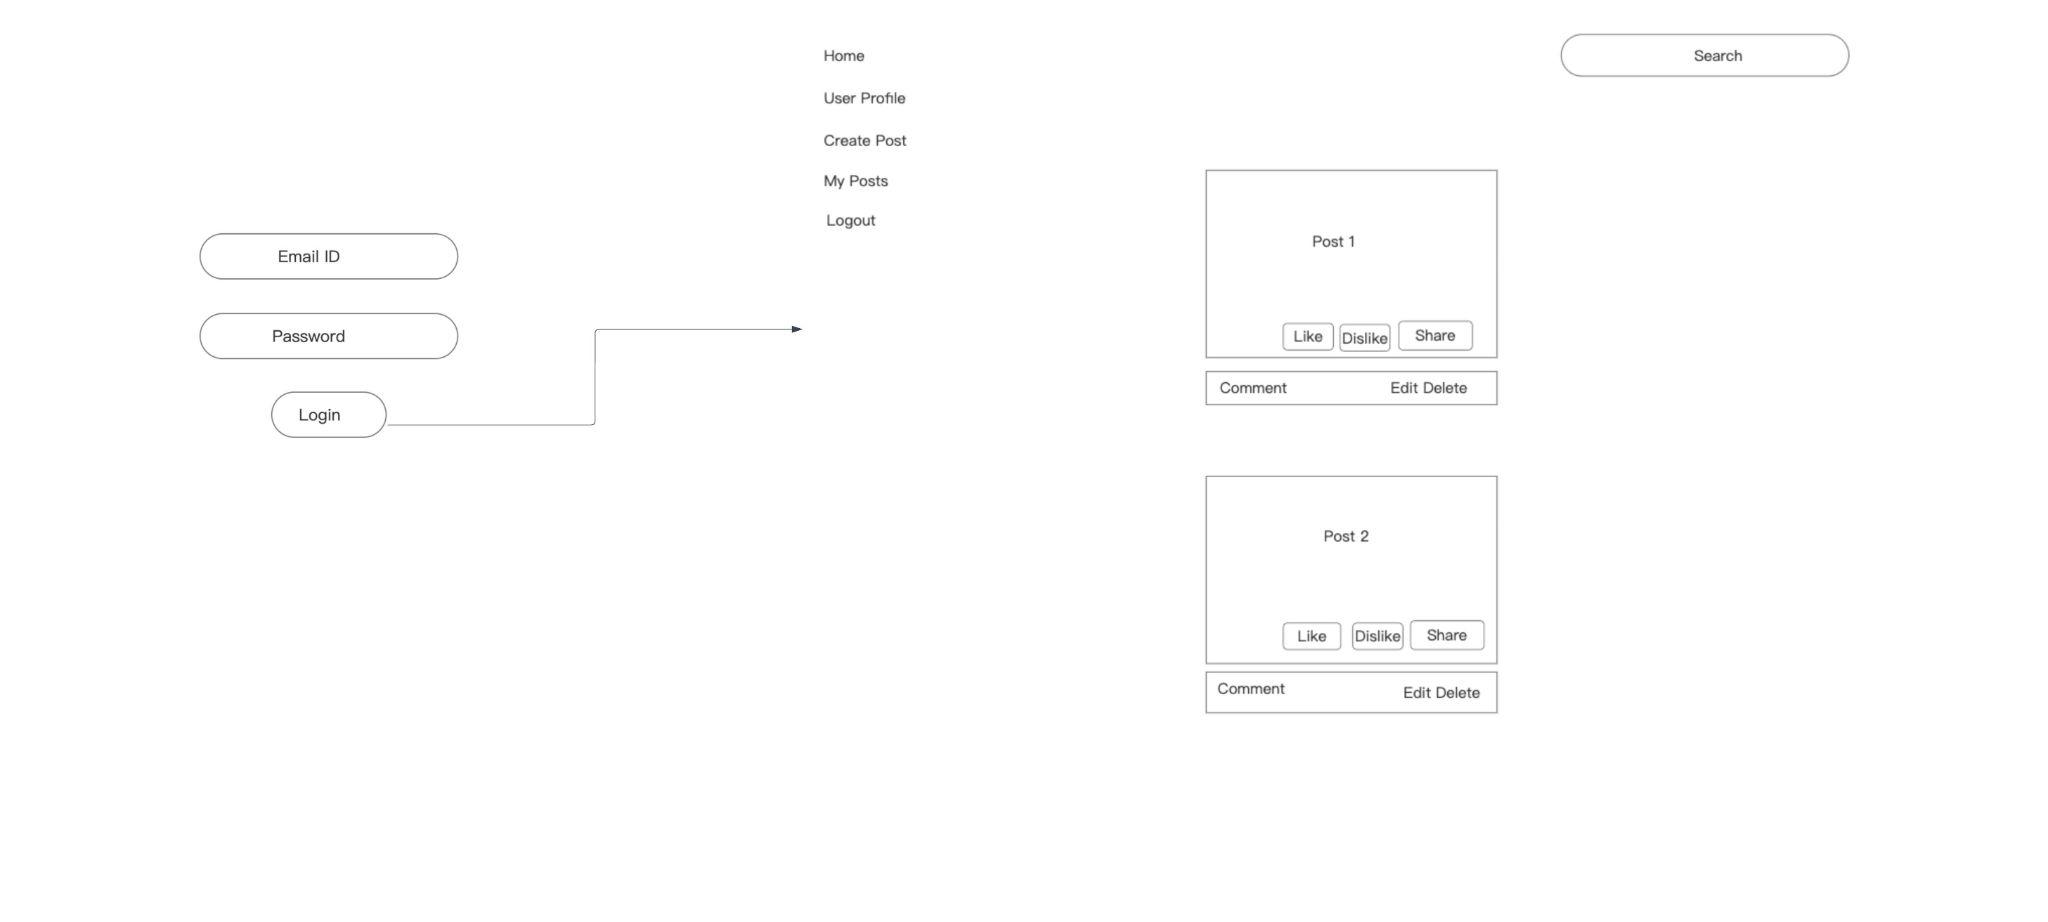 Email ID
Password
Login
Home
User Profile
Create Post
My Posts
Logout
Search
Post 1
Like Dislike Share
Comment Edit Delete
Post 2
Like Dislike Share
Comment Edit Delete